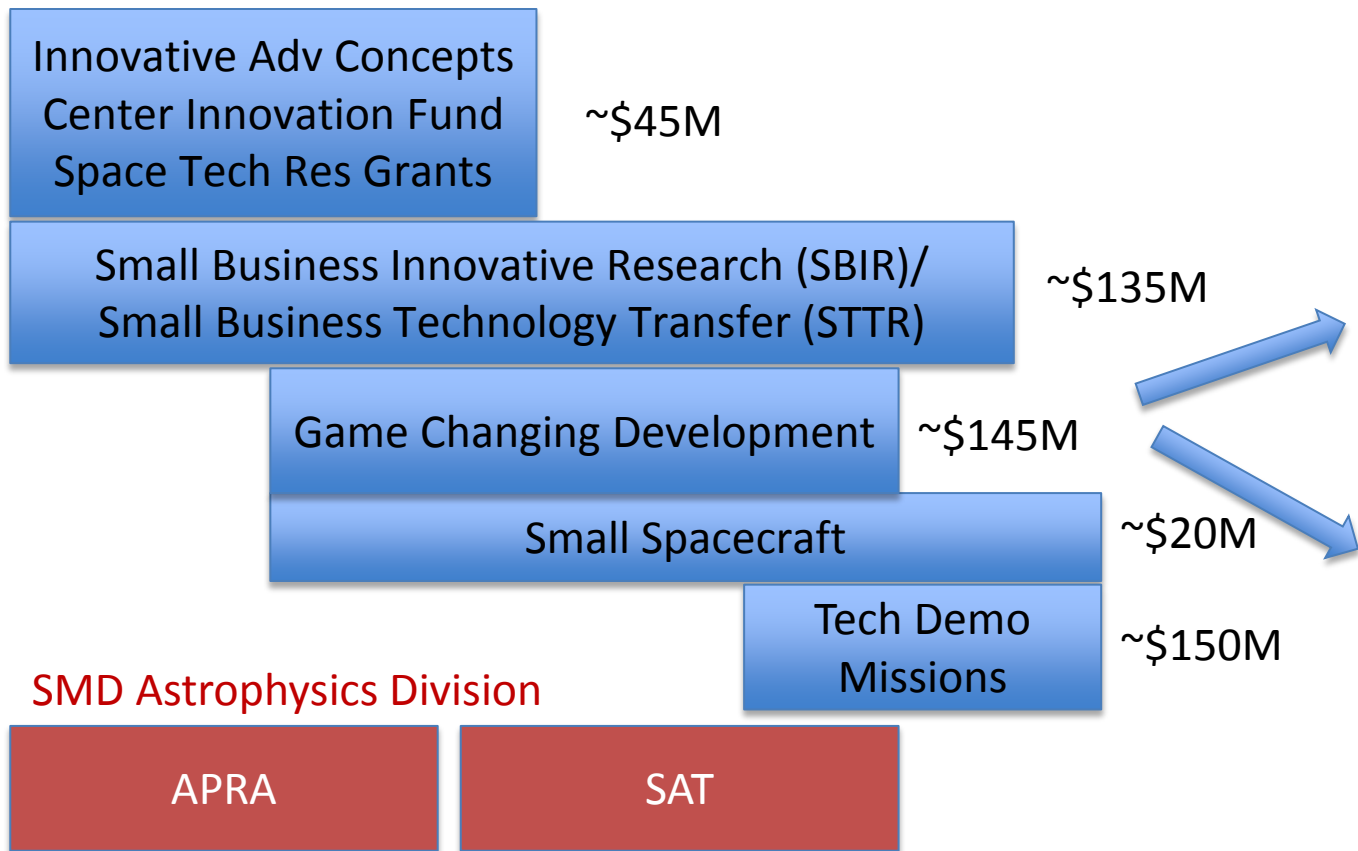 Innovative Adv Concepts
Center Innovation Fund
Space Tech Res Grants
~$45M
Small Business Innovative Research (SBIR)/
Small Business Technology Transfer (STTR)
~$135M
Game Changing Development
~$145M
Small Spacecraft
~$20M
Tech Demo
Missions
~$150M
SMD Astrophysics Division
APRA
SAT